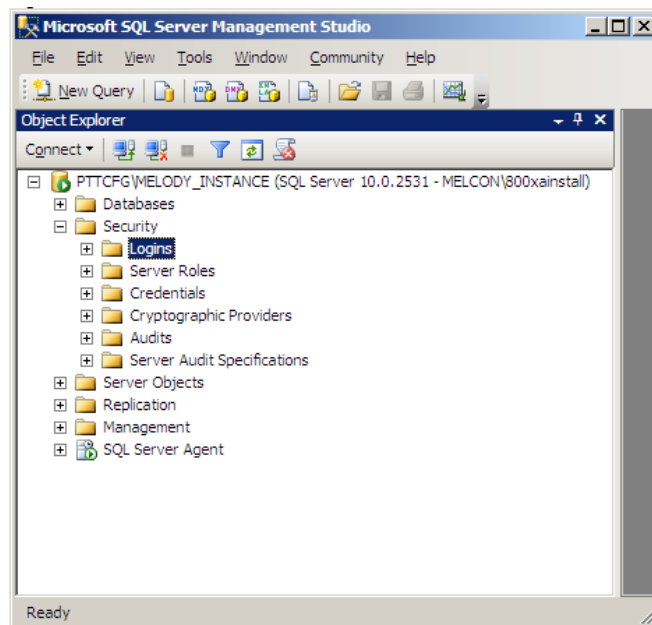 Microsoft SQL Server Management Studio
File Edit View Tools Window Community Help
New Query
Object Explorer
Connect
PTTCFG\MELODY_INSTANCE (SQL Server 10.0.2531 - MELCON\800xainstall)
Databases
Security
Logins
Server Roles
Credentials
Cryptographic Providers
Audits
Server Audit Specifications
Server Objects
Replication
Management
SQL Server Agent
Ready